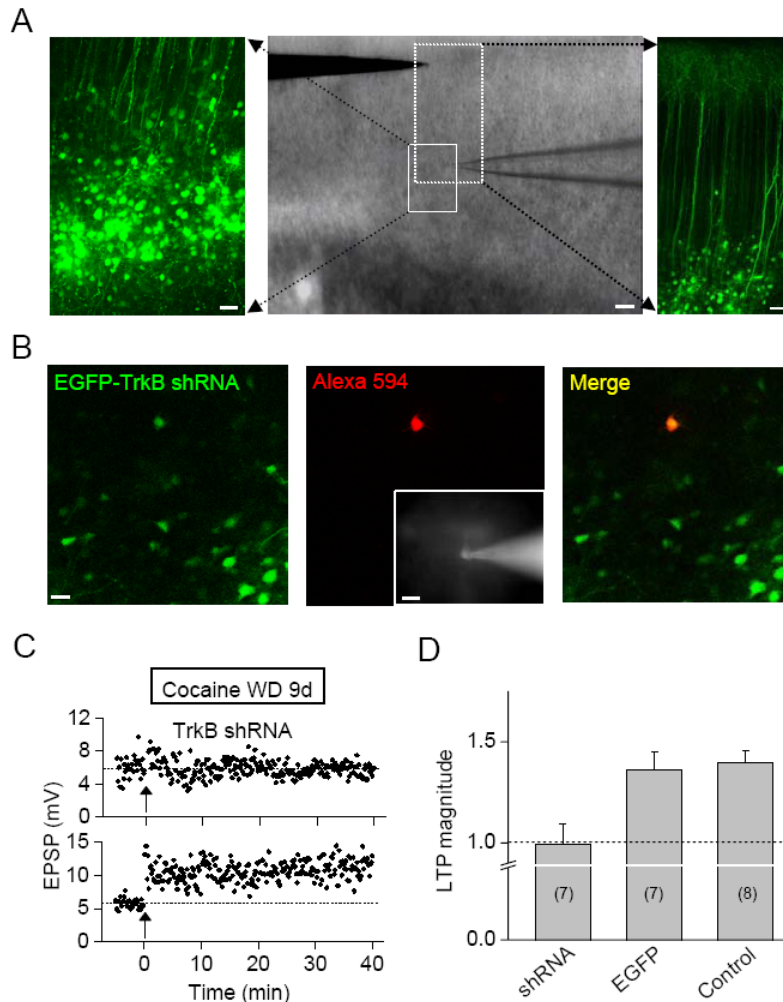 A
B
EGFP-TrkB shRNA
Alexa 594
Merge
C
Cocaine WD 9d
TrkB shRNA
12
8
4
0
15
10
5
0
EPSP (mV)
0 10 20 30 40
Time (min)
D
1.5
1.0
0.0
LTP magnitude
(7) (7) (8)
shRNA EGFP Control